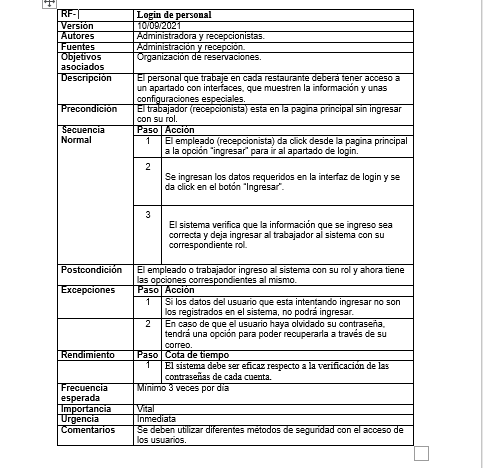 RF- Login de personal
Versión 10/09/2021
Autores Administradora y recepcionistas.
Fuentes Administración y recepción.
Objetivos asociados Organización de reservaciones.
Descripción El personal que trabaje en cada restaurante deberá tener acceso a
un apartado con interfaces, que muestren la información y unas
configuraciones especiales.
Precondición El trabajador (recepcionista) esta en la pagina principal sin ingresar
con su rol.
Secuencia Normal Paso Acción
1 El empleado (recepcionista) da click desde la pagina principal
a la opción "ingresar" para ir al apartado de login.
2 Se ingresan los datos requeridos en la interfaz de login y se
da click en el botón "Ingresar".
3 El sistema verifica que la información que se ingreso sea
correcta y deja ingresar al trabajador al sistema con su
correspondiente rol.
Postcondición El empleado o trabajador ingreso al sistema con su rol y ahora tiene
las opciones correspondientes al mismo.
Excepciones Paso Acción
1 Si los datos del usuario que esta intentando ingresar no son
los registrados en el sistema, no podrá ingresar.
2 En caso de que el usuario haya olvidado su contraseña,
tendrá una opción para poder recuperarla a través de su
correo.
Rendimiento Paso Cota de tiempo
1 El sistema debe ser eficaz respecto a la verificación de las
contraseñas de cada cuenta.
Frecuencia esperada Mínimo 3 veces por día
Importancia Vital
Urgencia Inmediata
Comentarios Se deben utilizar diferentes métodos de seguridad con el acceso de
los usuarios.